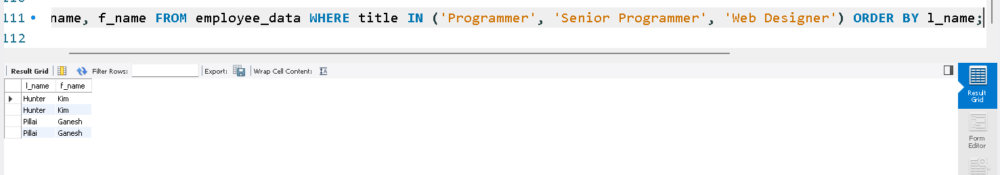 111 name, f_name FROM employee_data WHERE title IN ('Programmer', 'Senior Programmer', 'Web Designer') ORDER BY l_name;
112
Result Grid Filter Rows: Export: Wrap Cell Content:
l_name f_name
Hunter Kim
Hunter Kim
Pillai Ganesh
Pillai Ganesh
Result
Grid
Form
Editor